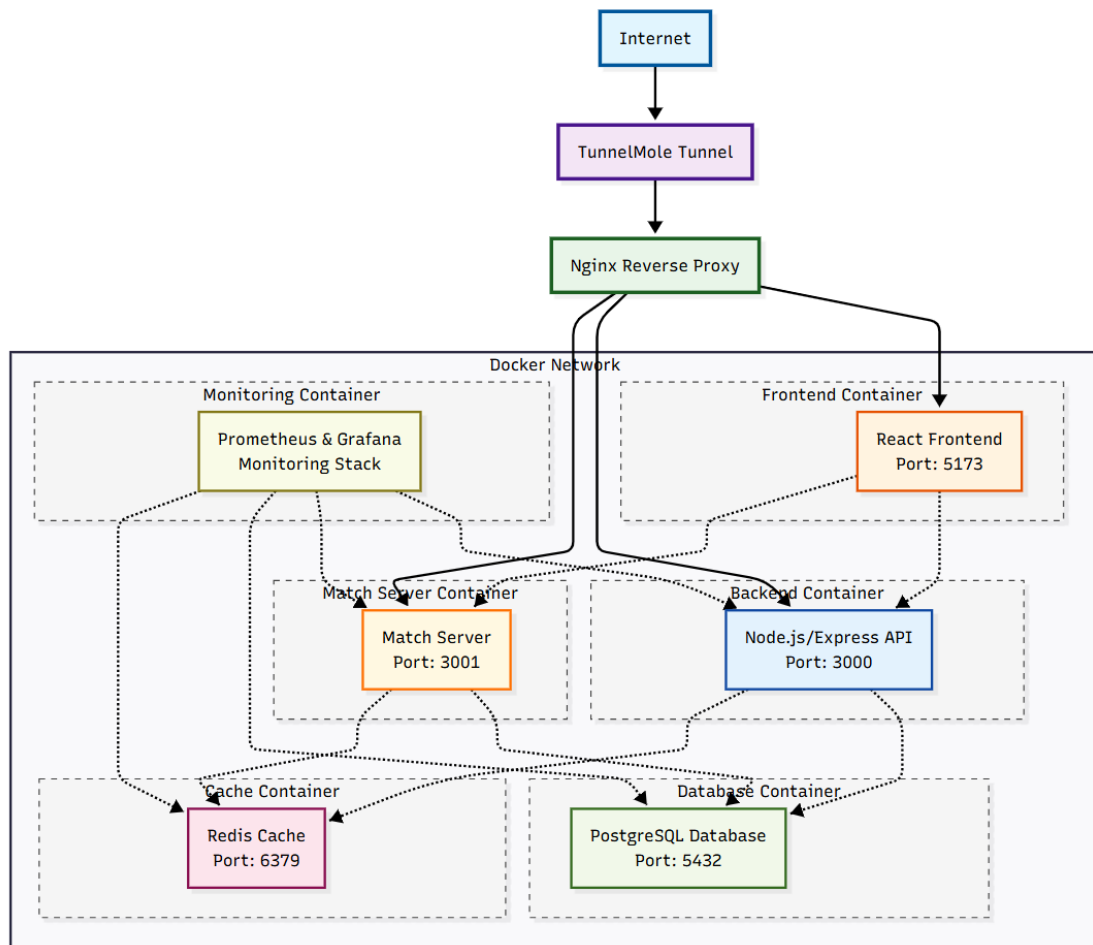 Internet
TunnelMole Tunnel
Nginx Reverse Proxy
Docker Network
Monitoring Container
Frontend Container
Prometheus & Grafana
Monitoring Stack
React Frontend
Port: 5173
Match Server Container
Backend Container
Match Server
Port: 3001
Node.js/Express API
Port: 3000
Cache Container
Database Container
Redis Cache
Port: 6379
PostgreSQL Database
Port: 5432